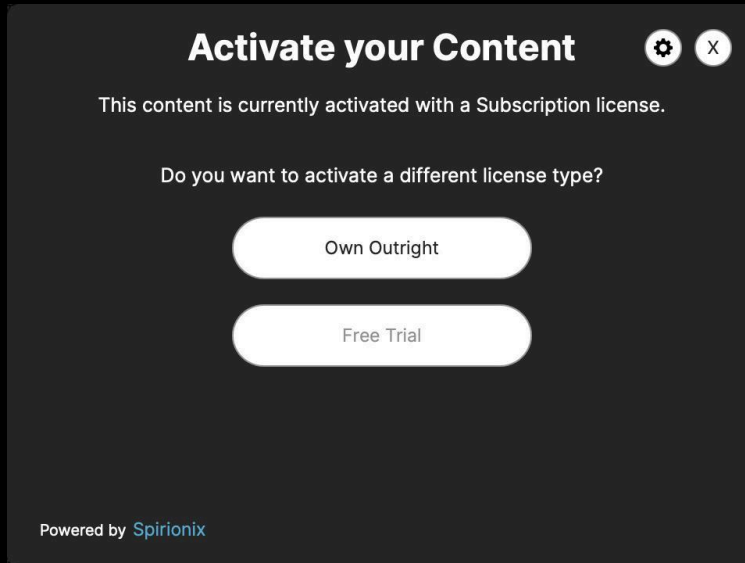 Activate your Content
X
This content is currently activated with a Subscription license.
Do you want to activate a different license type?
Own Outright
Free Trial
Powered by Spirionix